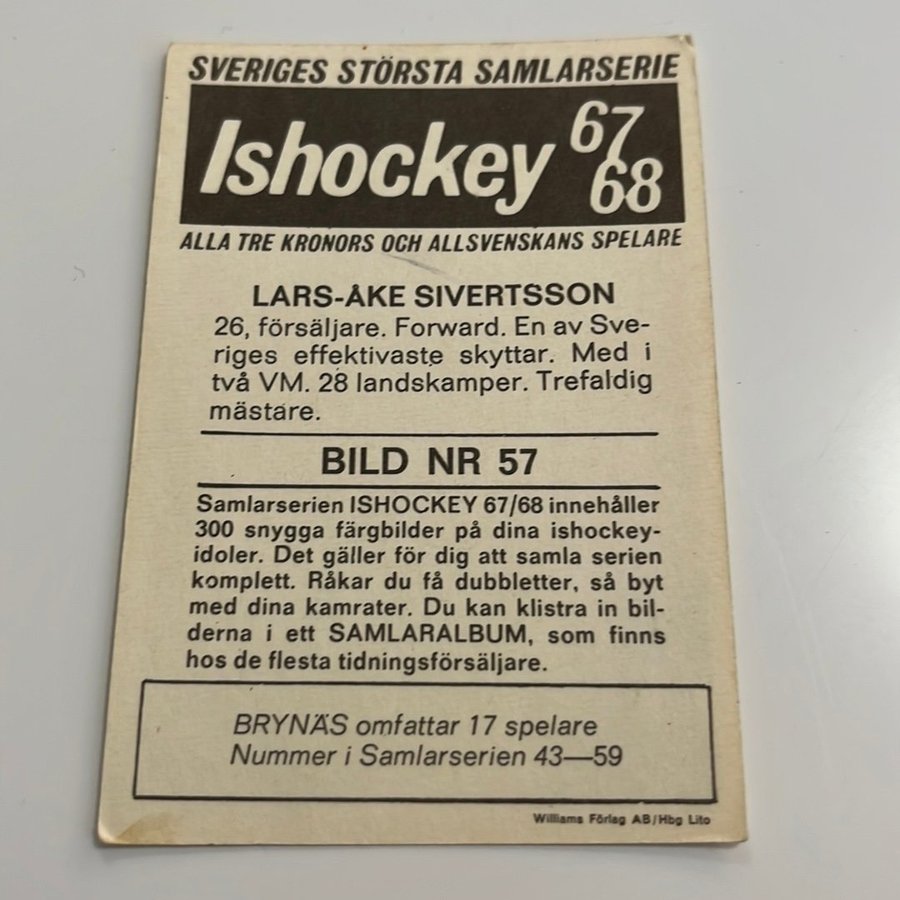 SVERIGES STÖRSTA SAMLARSERIE
Ishockey 67
68
ALLA TRE KRONORS OCH ALLSVENSKANS SPELARE
LARS-ÅKE SIVERTSSON
26, försäljare. Forward. En av Sve-
riges effektivaste skyttar. Med i
två VM. 28 landskamper. Trefaldig
mästare.
BILD NR 57
Samlarserien ISHOCKEY 67/68 innehåller
300 snygga färgbilder på dina ishockey-
idoler. Det gäller för dig att samla serien
komplett. Råkar du få dubbletter, så byt
med dina kamrater. Du kan klistra in bil-
derna i ett SAMLARALBUM, som finns
hos de flesta tidningsförsäljare.
BRYNÄS omfattar 17 spelare
Nummer i Samlarserien 43—59
Williams Förlag AB/Hbg Lito